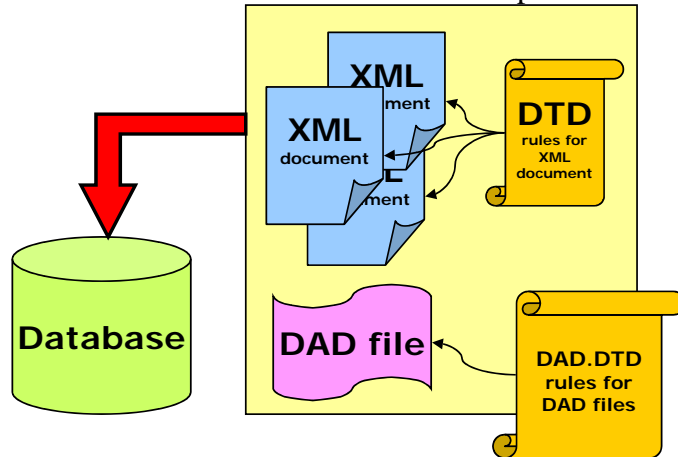 XML
ment
XML
document
ment
DTD
rules for
XML
document
Database
DAD file
DAD.DTD
rules for
DAD files